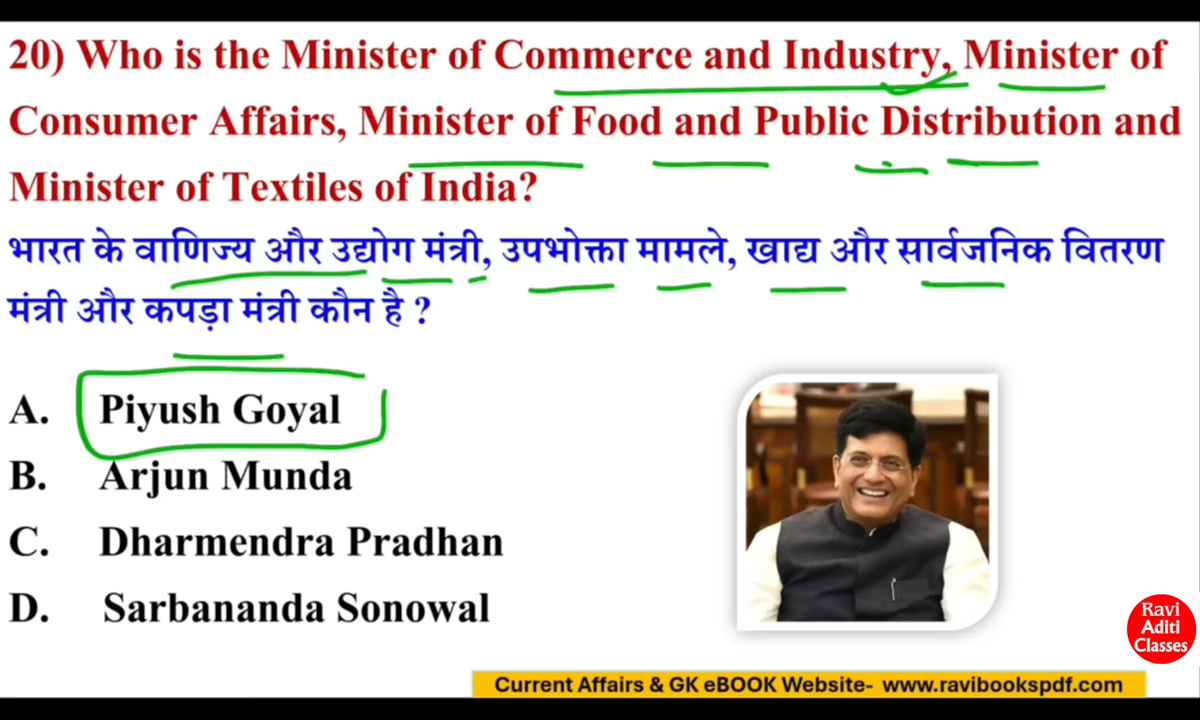 20) Who is the Minister of Commerce and Industry, Minister of
Consumer Affairs, Minister of Food and Public Distribution and
Minister of Textiles of India?
भारत के वाणिज्य और उद्योग मंत्री, उपभोक्ता मामले, खाद्य और सार्वजनिक वितरण
मंत्री और कपड़ा मंत्री कौन है ?
A. Piyush Goyal
B. Arjun Munda
C. Dharmendra Pradhan
D. Sarbananda Sonowal
Ravi
Aditi
Classes
Current Affairs & GK eBOOK Website- www.ravibookspdf.com